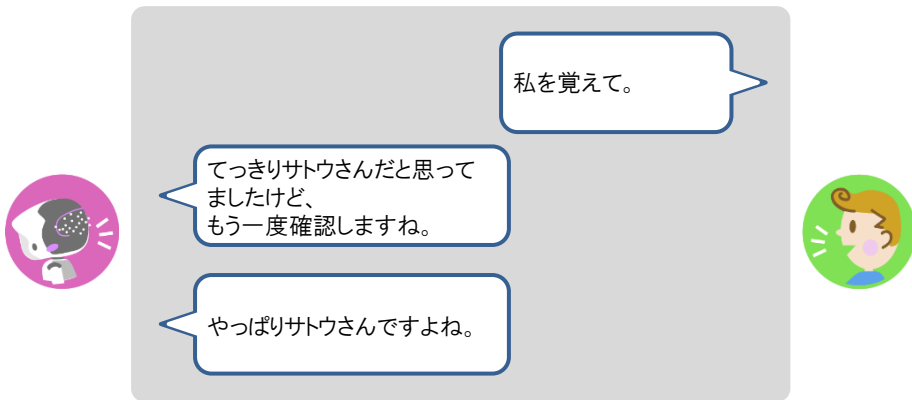 私を覚えて。
てっきりサトウさんだと思って
ましたけど、
もう一度確認しますね。
やっぱりサトウさんですよね。